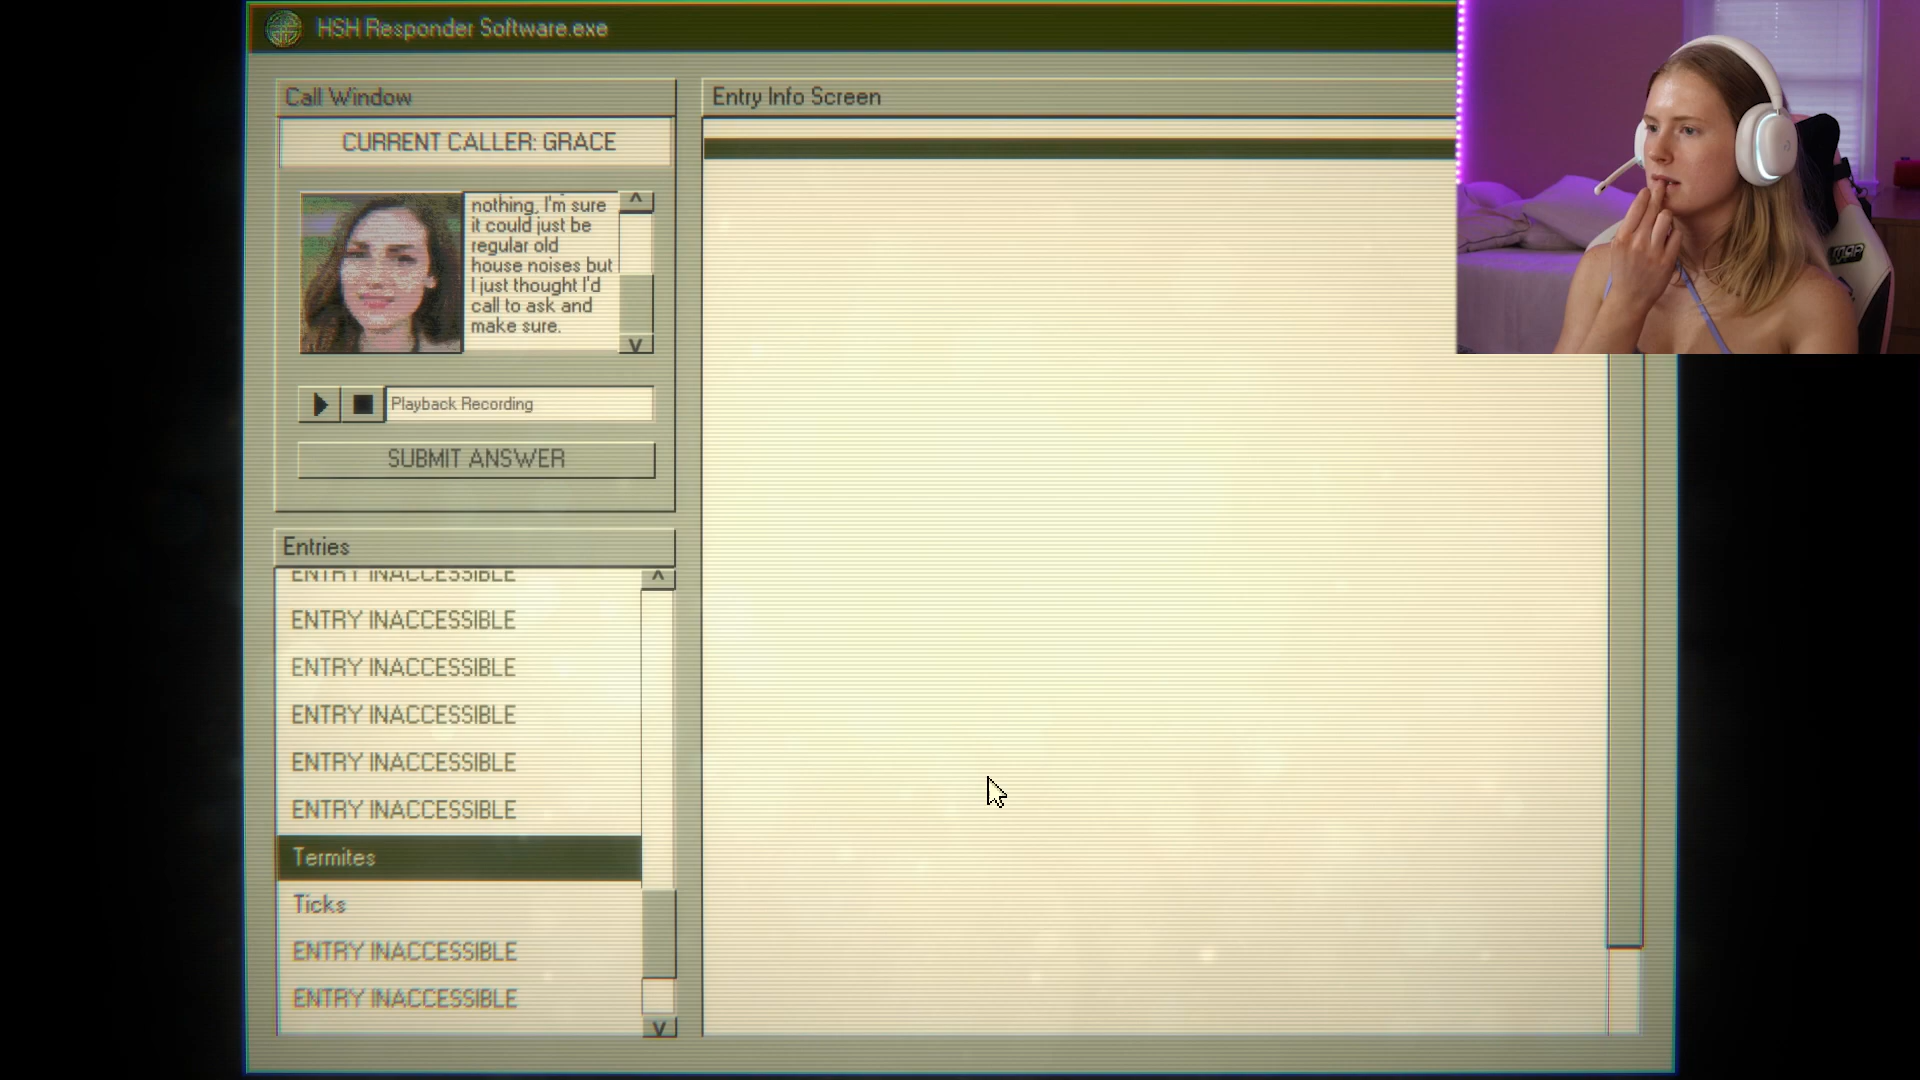 HSH Responder Software.exe
Call Window
CURRENT CALLER: GRACE
nothing, I'm sure
it could just be
regular old
house noises but
I just thought I'd
call to ask and
make sure.
Playback Recording
SUBMIT ANSWER
Entries
ENTRY INACCESSIBLE
ENTRY INACCESSIBLE
ENTRY INACCESSIBLE
ENTRY INACCESSIBLE
ENTRY INACCESSIBLE
ENTRY INACCESSIBLE
Termites
Ticks
ENTRY INACCESSIBLE
ENTRY INACCESSIBLE
Entry Info Screen